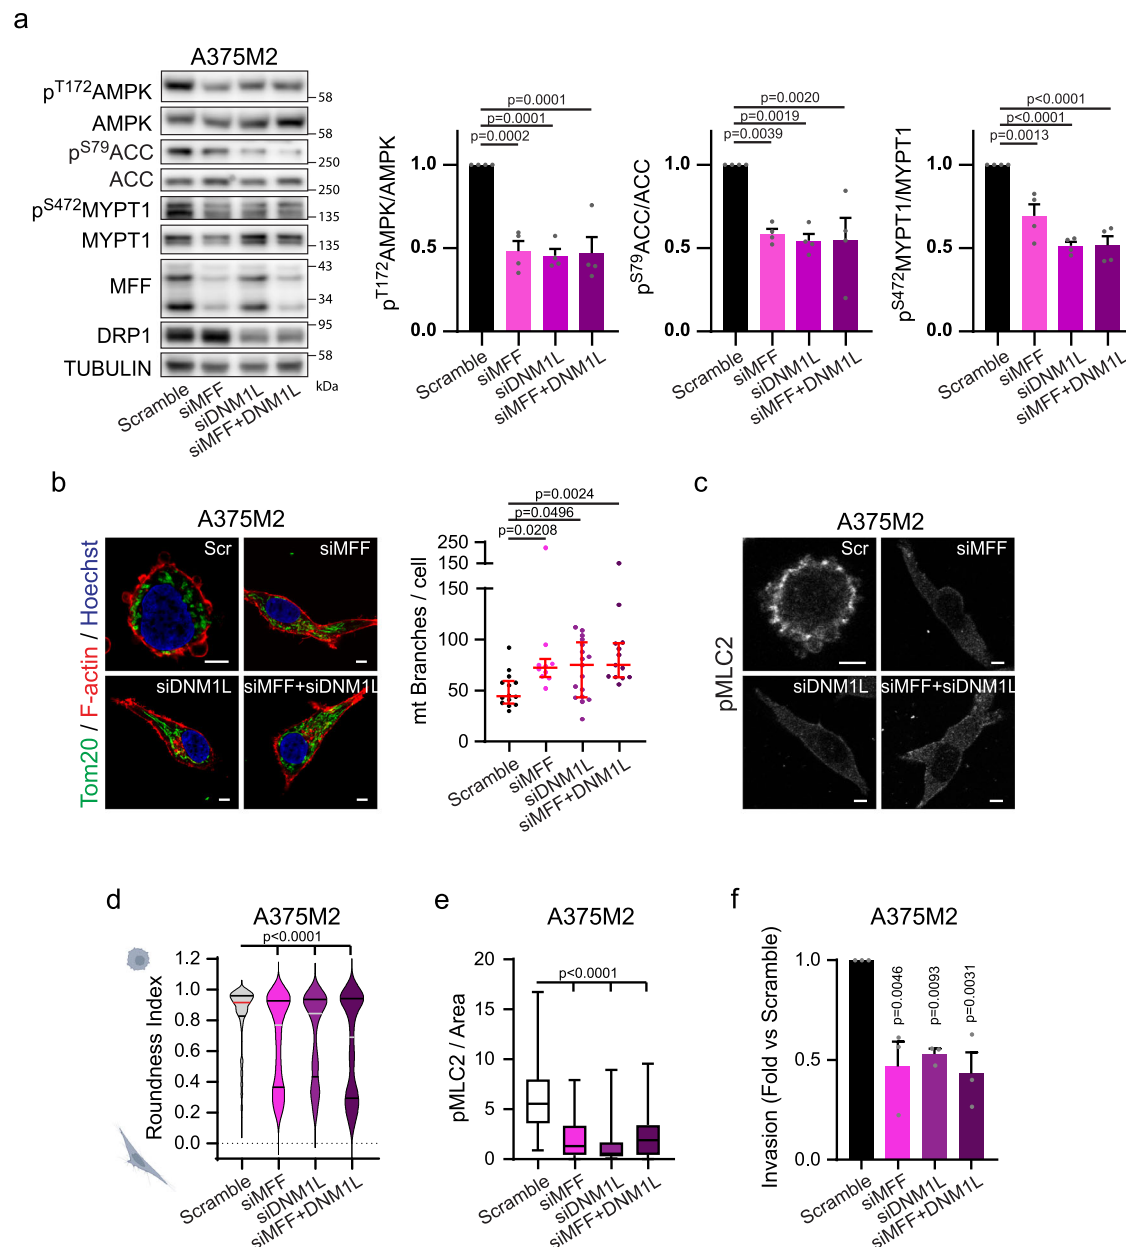 a
A375M2
pT172AMPK
AMPK
pS79ACC
ACC
pS472MYPT1
MYPT1
MFF
DRP1
TUBULIN
58
58
250
250
135
135
43
34
95
58
kDa
Scramble
siMFF
siDNM1L
siMFF+DNM1L
pT172AMPK/AMPK
p=0.0001
p=0.0001
p=0.0002
1.0
0.5
0.0
Scramble
siMFF
siDNM1L
siMFF+DNM1L
pS79ACC/ACC
p=0.0020
p=0.0019
p=0.0039
1.0
0.5
0.0
Scramble
siMFF
siDNM1L
siMFF+DNM1L
pS472MYPT1/MYPT1
p<0.0001
p<0.0001
p=0.0013
1.0
0.5
0.0
Scramble
siMFF
siDNM1L
siMFF+DNM1L
b
A375M2
Tom20 / F-actin / Hoechst
Scr
siMFF
siDNM1L
siMFF+siDNM1L
mt Branches / cell
p=0.0024
p=0.0496
p=0.0208
250
150
100
50
0
Scramble
siMFF
siDNM1L
siMFF+DNM1L
c
A375M2
pMLC2
Scr
siMFF
siDNM1L
siMFF+siDNM1L
d
A375M2
p<0.0001
Roundness Index
1.2
1.0
0.8
0.6
0.4
0.2
0.0
Scramble
siMFF
siDNM1L
siMFF+DNM1L
e
A375M2
pMLC2 / Area
p<0.0001
20
15
10
5
0
Scramble
siMFF
siDNM1L
siMFF+DNM1L
f
A375M2
Invasion (Fold vs Scramble)
1.0
0.5
0.0
p=0.0046
p=0.0093
p=0.0031
Scramble
siMFF
siDNM1L
siMFF+DNM1L